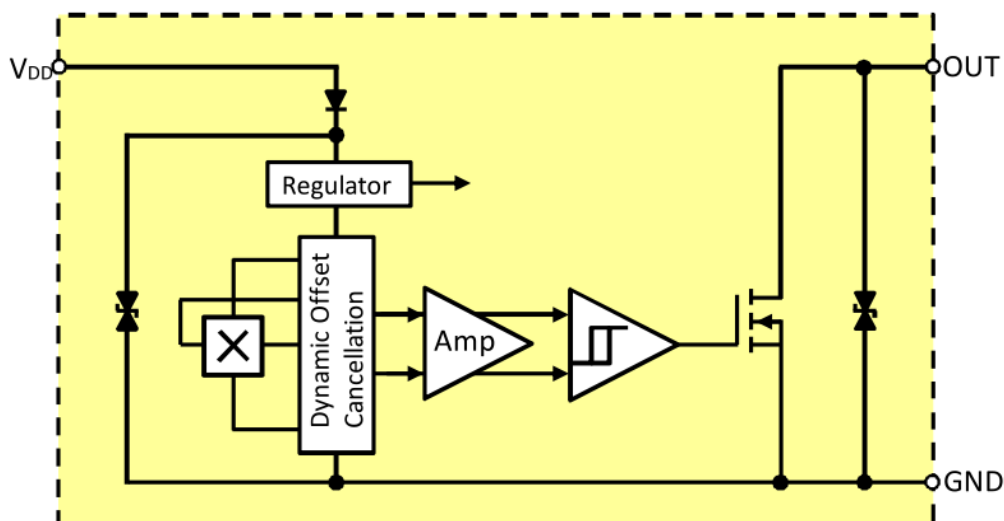 VDD
OUT
Regulator
Dynamic Offset
Cancellation
Amp
GND